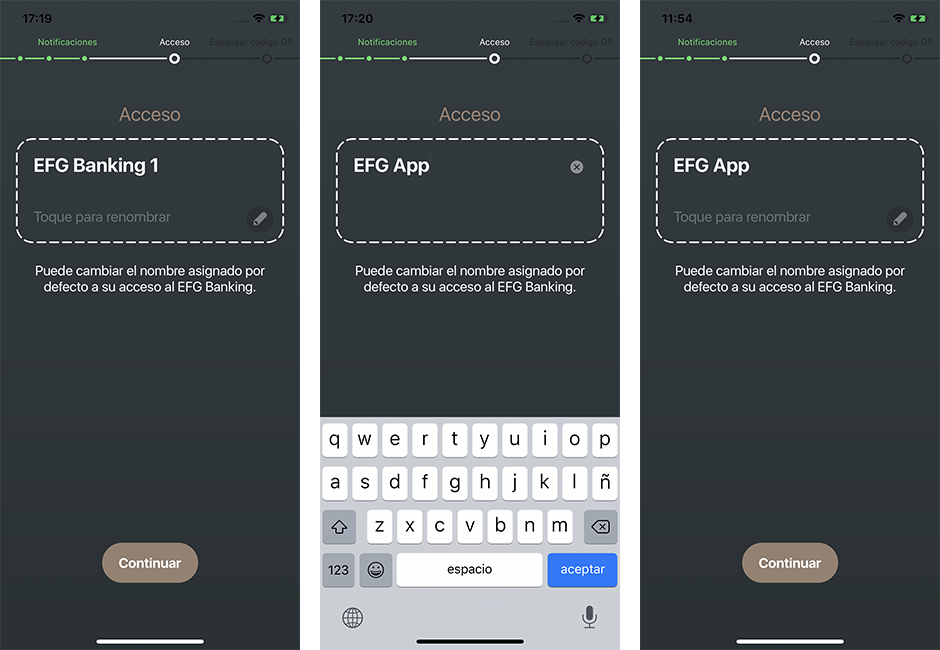 17:19
Notificaciones Acceso Escanear código QR
Acceso
EFG Banking 1
Toque para renombrar
Puede cambiar el nombre asignado por
defecto a su acceso al EFG Banking.
Continuar
17:20
Notificaciones Acceso Escanear código QR
Acceso
EFG App
Puede cambiar el nombre asignado por
defecto a su acceso al EFG Banking.
q w e r t y u i o p
a s d f g h j k l ñ
z x c v b n m
123 espacio aceptar
11:54
Notificaciones Acceso Escanear código QR
Acceso
EFG App
Toque para renombrar
Puede cambiar el nombre asignado por
defecto a su acceso al EFG Banking.
Continuar